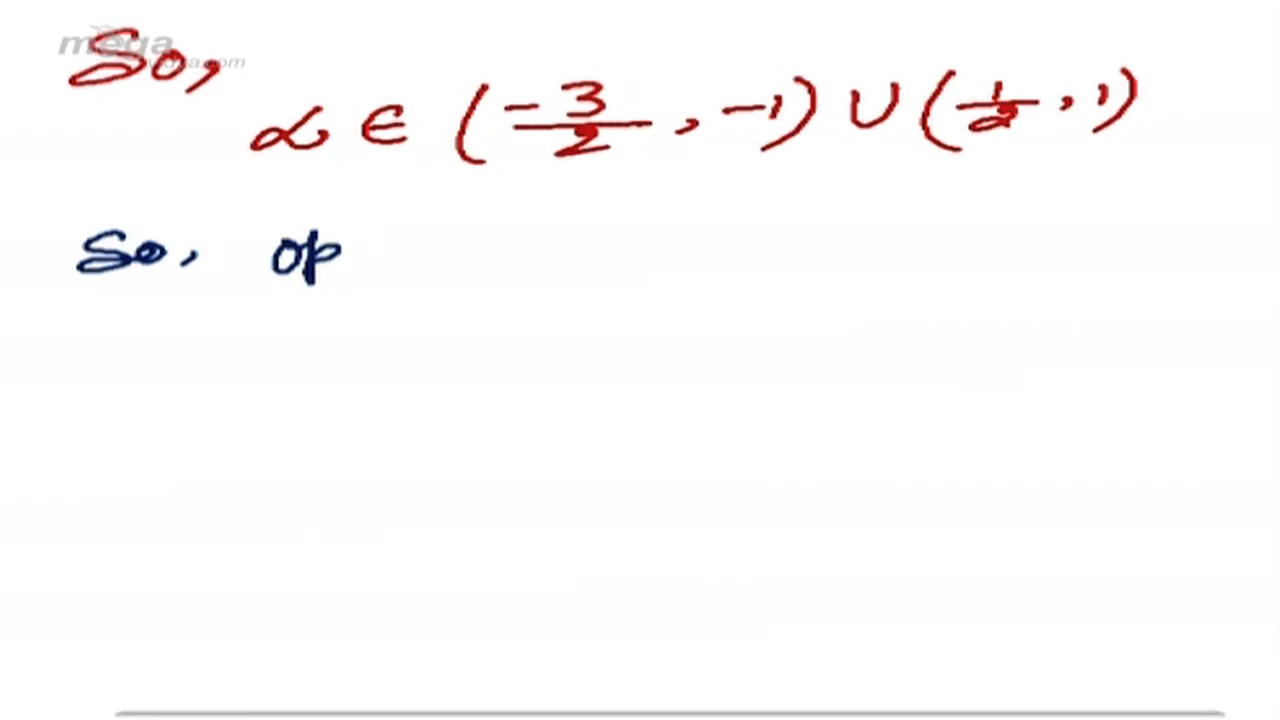 So,
α ∈ (-3/2, -1) ∪ (1/2, 1)
So, op